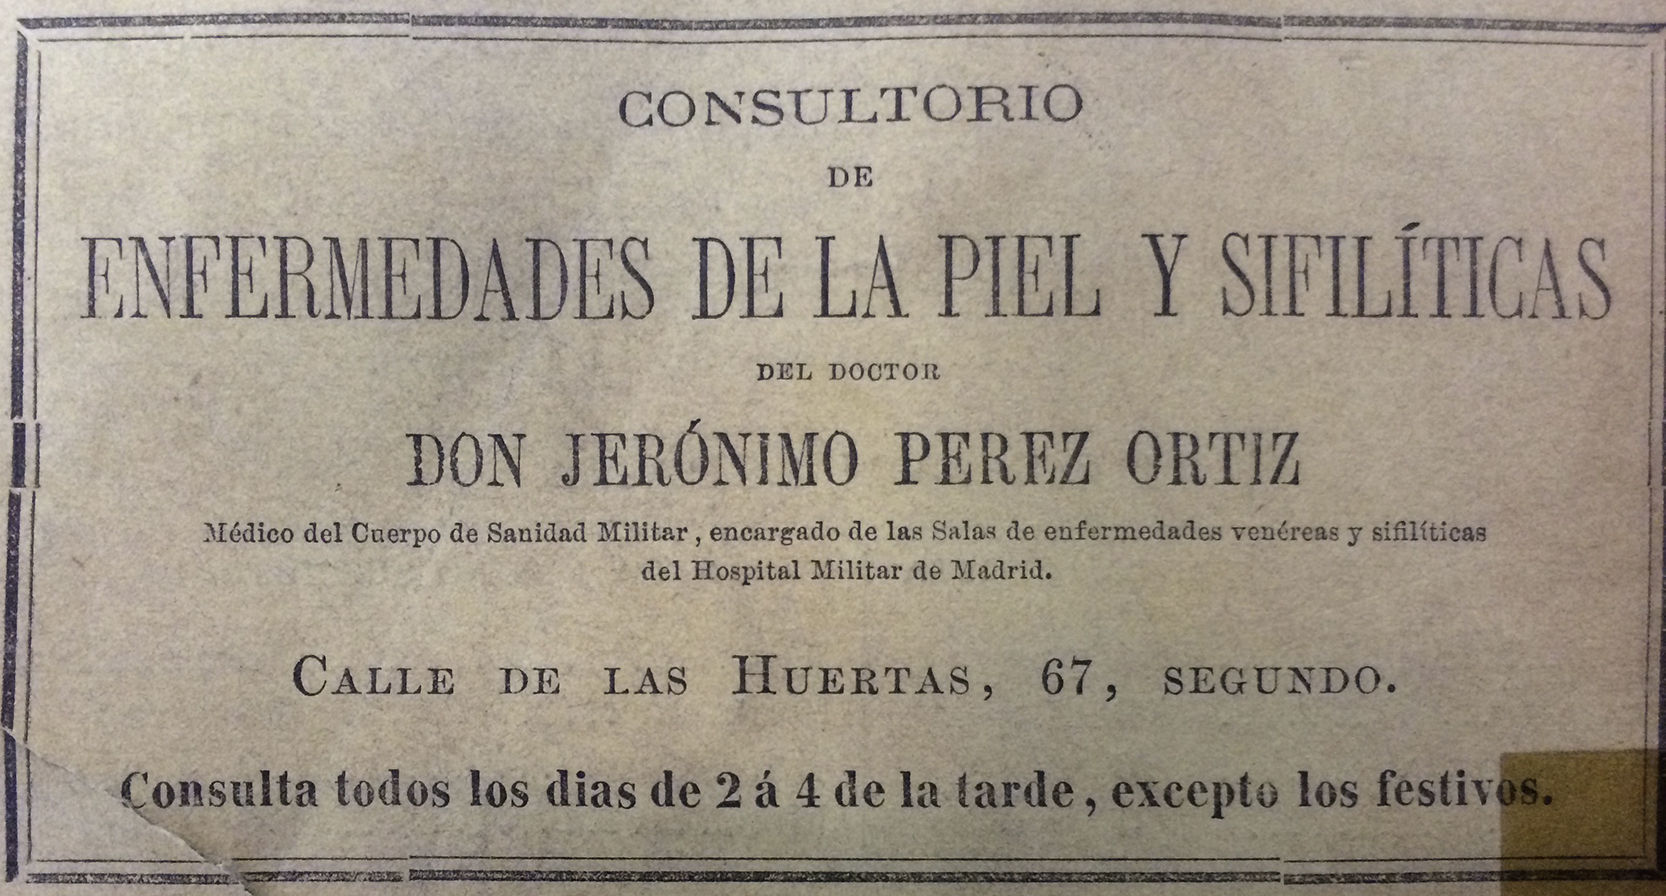 CONSULTORIO
DE
ENFERMEDADES DE LA PIEL Y SIFILÍTICAS
DEL DOCTOR
DON JERÓNIMO PEREZ ORTIZ
Médico del Cuerpo de Sanidad Militar, encargado de las Salas de enfermedades venéreas y sifilíticas
del Hospital Militar de Madrid.
CALLE DE LAS HUERTAS, 67, SEGUNDO.
Consulta todos los dias de 2 á 4 de la tarde, excepto los festivos.